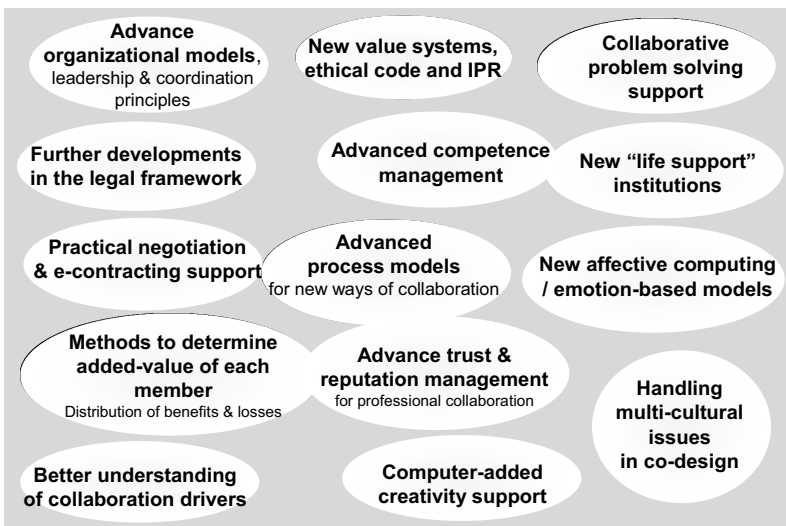 Advance
organizational models,
leadership & coordination
principles
New value systems,
ethical code and IPR
Collaborative
problem solving
support
Further developments
in the legal framework
Advanced competence
management
New “life support”
institutions
Practical negotiation
& e-contracting support
Advanced
process models
for new ways of collaboration
New affective computing
/ emotion-based models
Methods to determine
added-value of each
member
Distribution of benefits & losses
Advance trust &
reputation management
for professional collaboration
Handling
multi-cultural
issues
in co-design
Better understanding
of collaboration drivers
Computer-added
creativity support